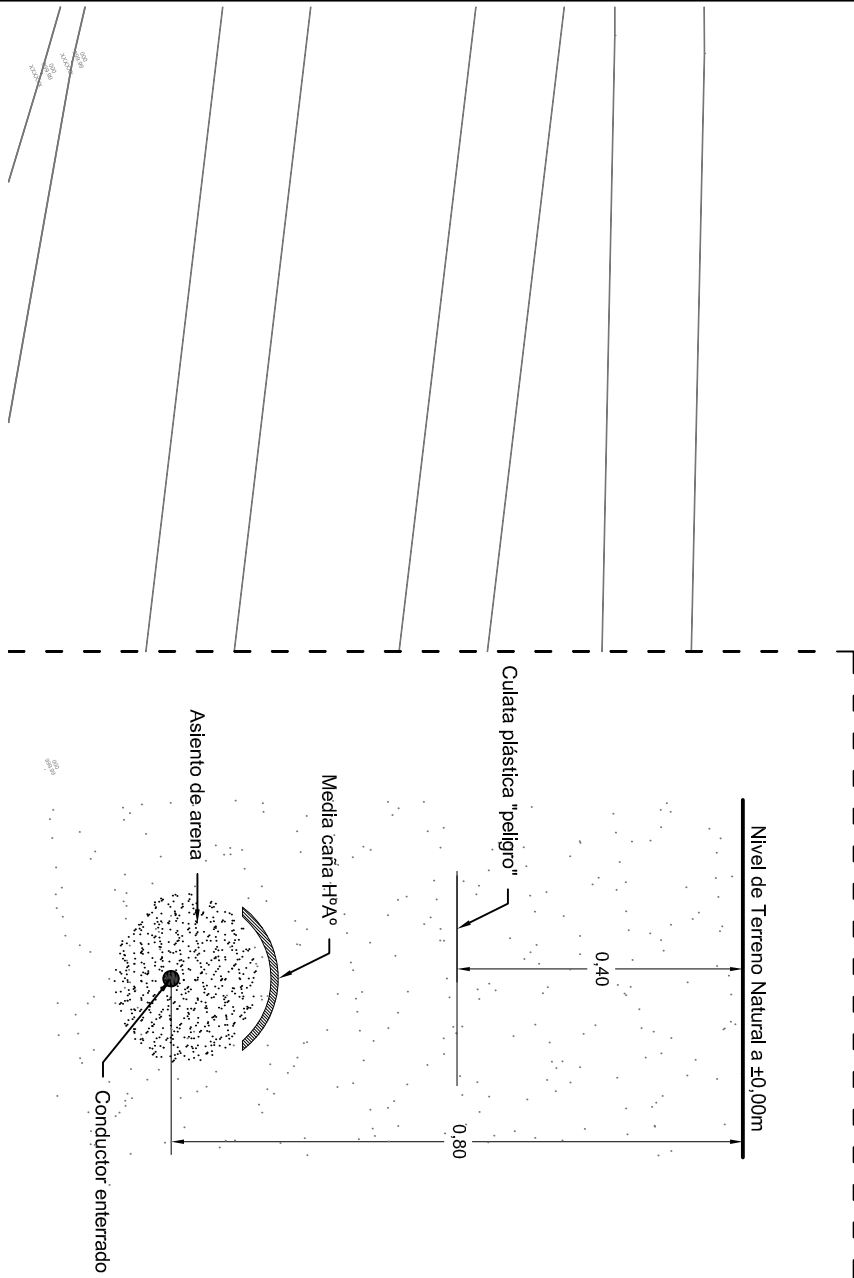 Nivel de Terreno Natural a ±0,00m
0,40
0,80
Culata plástica "peligro"
Media caña HºAº
Asiento de arena
Conductor enterrado